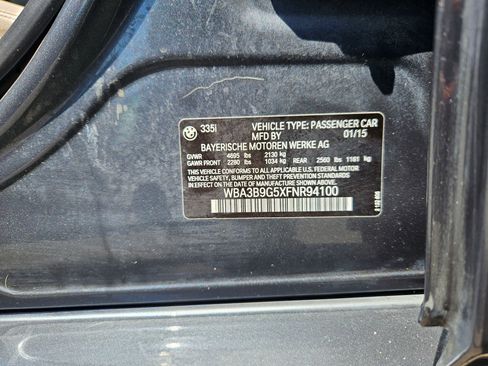 335i VEHICLE TYPE: PASSENGER CAR
MFD BY 01/15
BAYERISCHE MOTOREN WERKE AG
GVWR 4695 lbs 2130 kg
GAWR FRONT 2280 lbs 1034 kg REAR 2560 lbs 1161 kg
THIS VEHICLE CONFORMS TO ALL APPLICABLE U.S. FEDERAL MOTOR
VEHICLE SAFETY, BUMPER, AND THEFT PREVENTION STANDARDS
IN EFFECT ON THE DATE OF MANUFACTURE SHOWN ABOVE.
WBA3B9G5XFNR94100